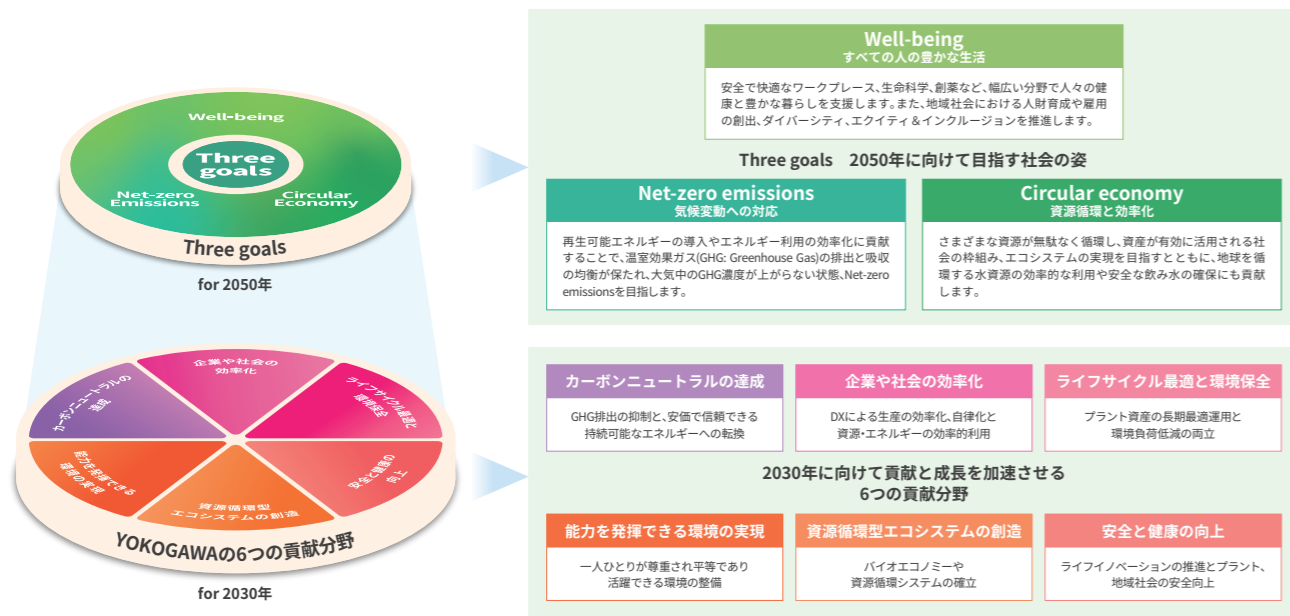 Well-being
Three
goals
Net-zero
Emissions
Circular
Economy
Three goals
for 2050年
企業や社会の
効率化
カーボンニュートラルの
達成
ライフサイクル最適と
環境保全
能力を発揮できる
環境の実現
安全と健康の
向上
資源循環型
エコシステムの創造
YOKOGAWAの6つの貢献分野
for 2030年
Well-being
すべての人の豊かな生活
安全で快適なワークプレース、生命科学、創薬など、幅広い分野で人々の健
康と豊かな暮らしを支援します。また、地域社会における人財育成や雇用
の創出、ダイバーシティ、エクイティ＆インクルージョンを推進します。
Three goals　2050年に向けて目指す社会の姿
Net-zero emissions
気候変動への対応
再生可能エネルギーの導入やエネルギー利用の効率化に貢献
することで、温室効果ガス(GHG: Greenhouse Gas)の排出と吸収
の均衡が保たれ、大気中のGHG濃度が上がらない状態、Net-zero
emissionsを目指します。
Circular economy
資源循環と効率化
さまざまな資源が無駄なく循環し、資産が有効に活用される社
会の枠組み、エコシステムの実現を目指すとともに、地球を循
環する水資源の効率的な利用や安全な飲み水の確保にも貢献
します。
カーボンニュートラルの達成
GHG排出の抑制と、安価で信頼できる
持続可能なエネルギーへの転換
企業や社会の効率化
DXによる生産の効率化、自律化と
資源・エネルギーの効率的利用
ライフサイクル最適と環境保全
プラント資産の長期最適運用と
環境負荷低減の両立
2030年に向けて貢献と成長を加速させる
6つの貢献分野
能力を発揮できる環境の実現
一人ひとりが尊重され平等であり
活躍できる環境の整備
資源循環型エコシステムの創造
バイオエコノミーや
資源循環システムの確立
安全と健康の向上
ライフイノベーションの推進とプラント、
地域社会の安全向上